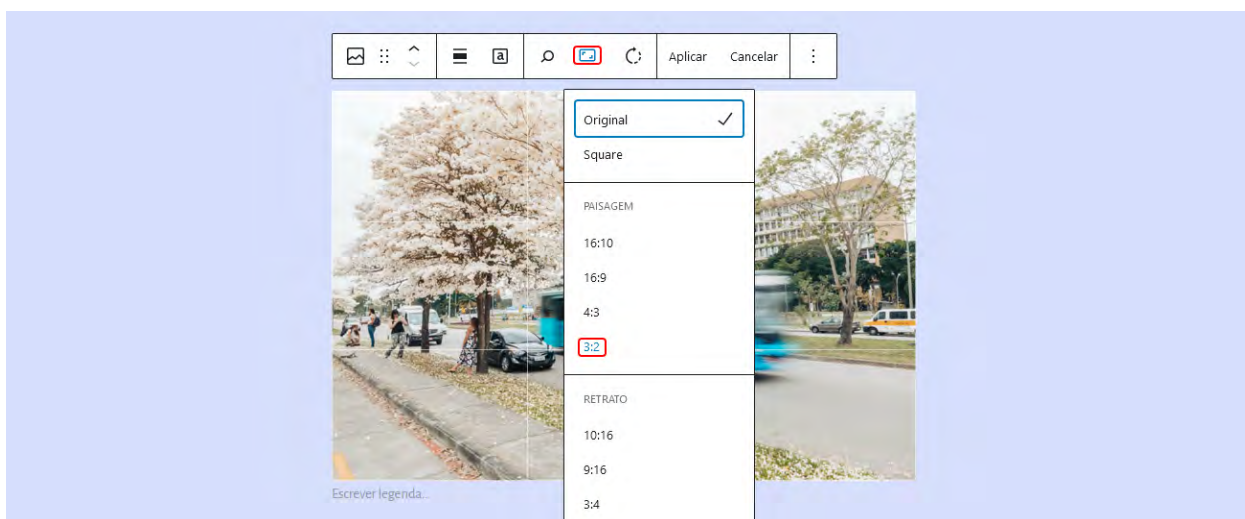 a
Aplicar
Cancelar
Original
Square
PAISAGEM
16:10
16:9
4:3
3:2
RETRATO
10:16
9:16
3:4
Escrever legenda...